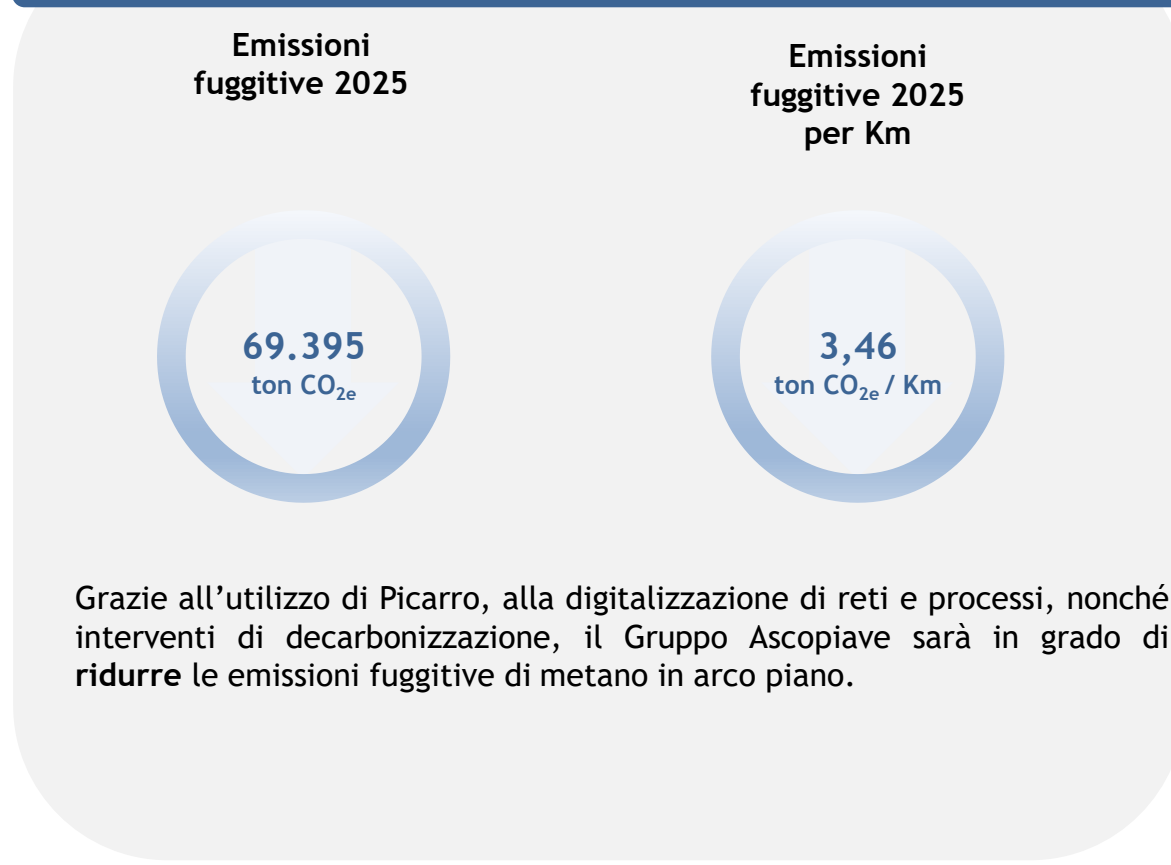 Emissioni
fuggitive 2025
Emissioni
fuggitive 2025
per Km
69.395
ton CO2e
3,46
ton CO2e / Km
Grazie all’utilizzo di Picarro, alla digitalizzazione di reti e processi, nonché
interventi di decarbonizzazione, il Gruppo Ascopiave sarà in grado di
ridurre le emissioni fuggitive di metano in arco piano.